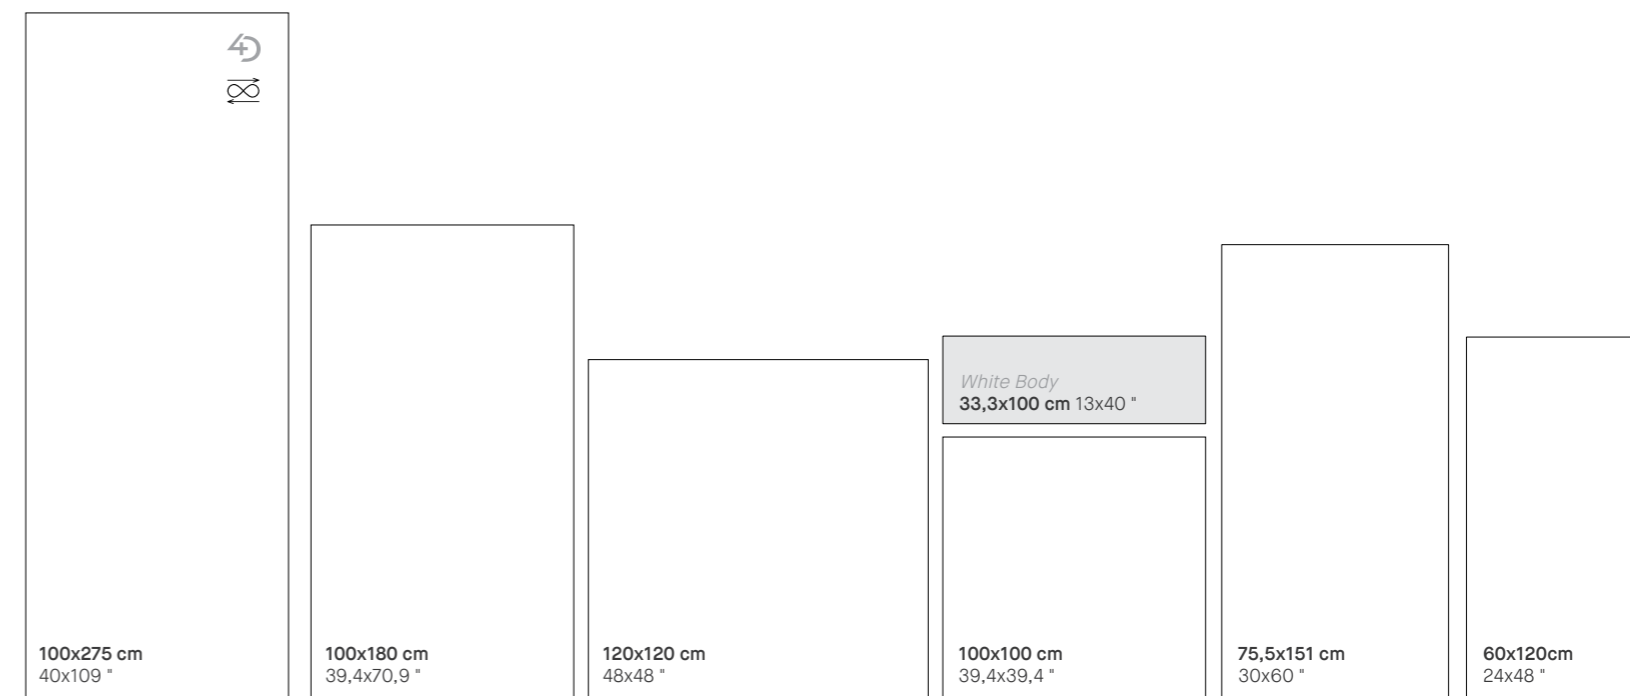 4D
100x275 cm
40x109 "
100x180 cm
39,4x70,9 "
120x120 cm
48x48 "
White Body
33,3x100 cm 13x40 "
100x100 cm
39,4x39,4 "
75,5x151 cm
30x60 "
60x120cm
24x48 "